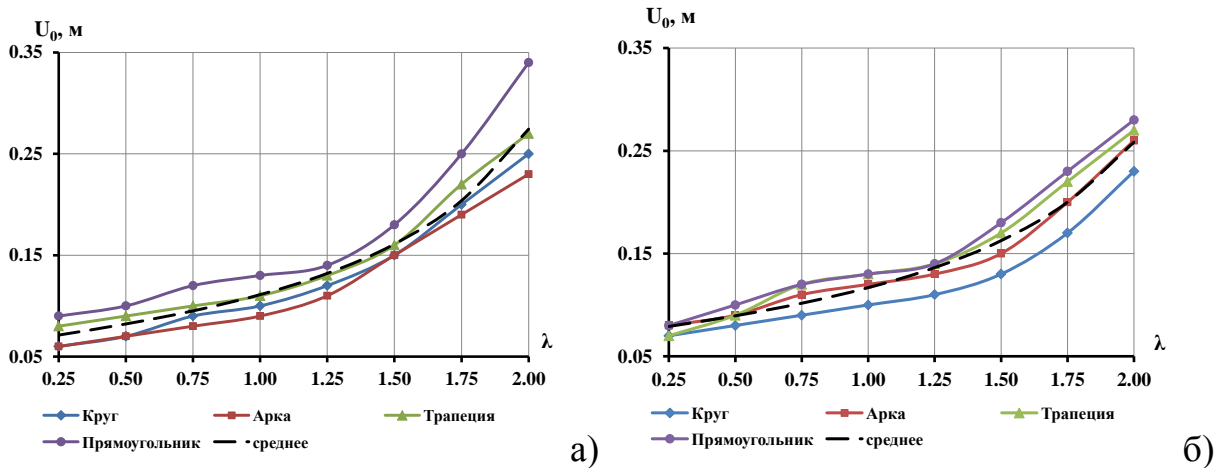 U₀, м
0.35
0.25
0.15
0.05
λ
0.25 0.50 0.75 1.00 1.25 1.50 1.75 2.00
Круг Арка Трапеция
Прямоугольник среднее
а)
U₀, м
0.35
0.25
0.15
0.05
λ
0.25 0.50 0.75 1.00 1.25 1.50 1.75 2.00
Круг Арка Трапеция
Прямоугольник среднее
б)